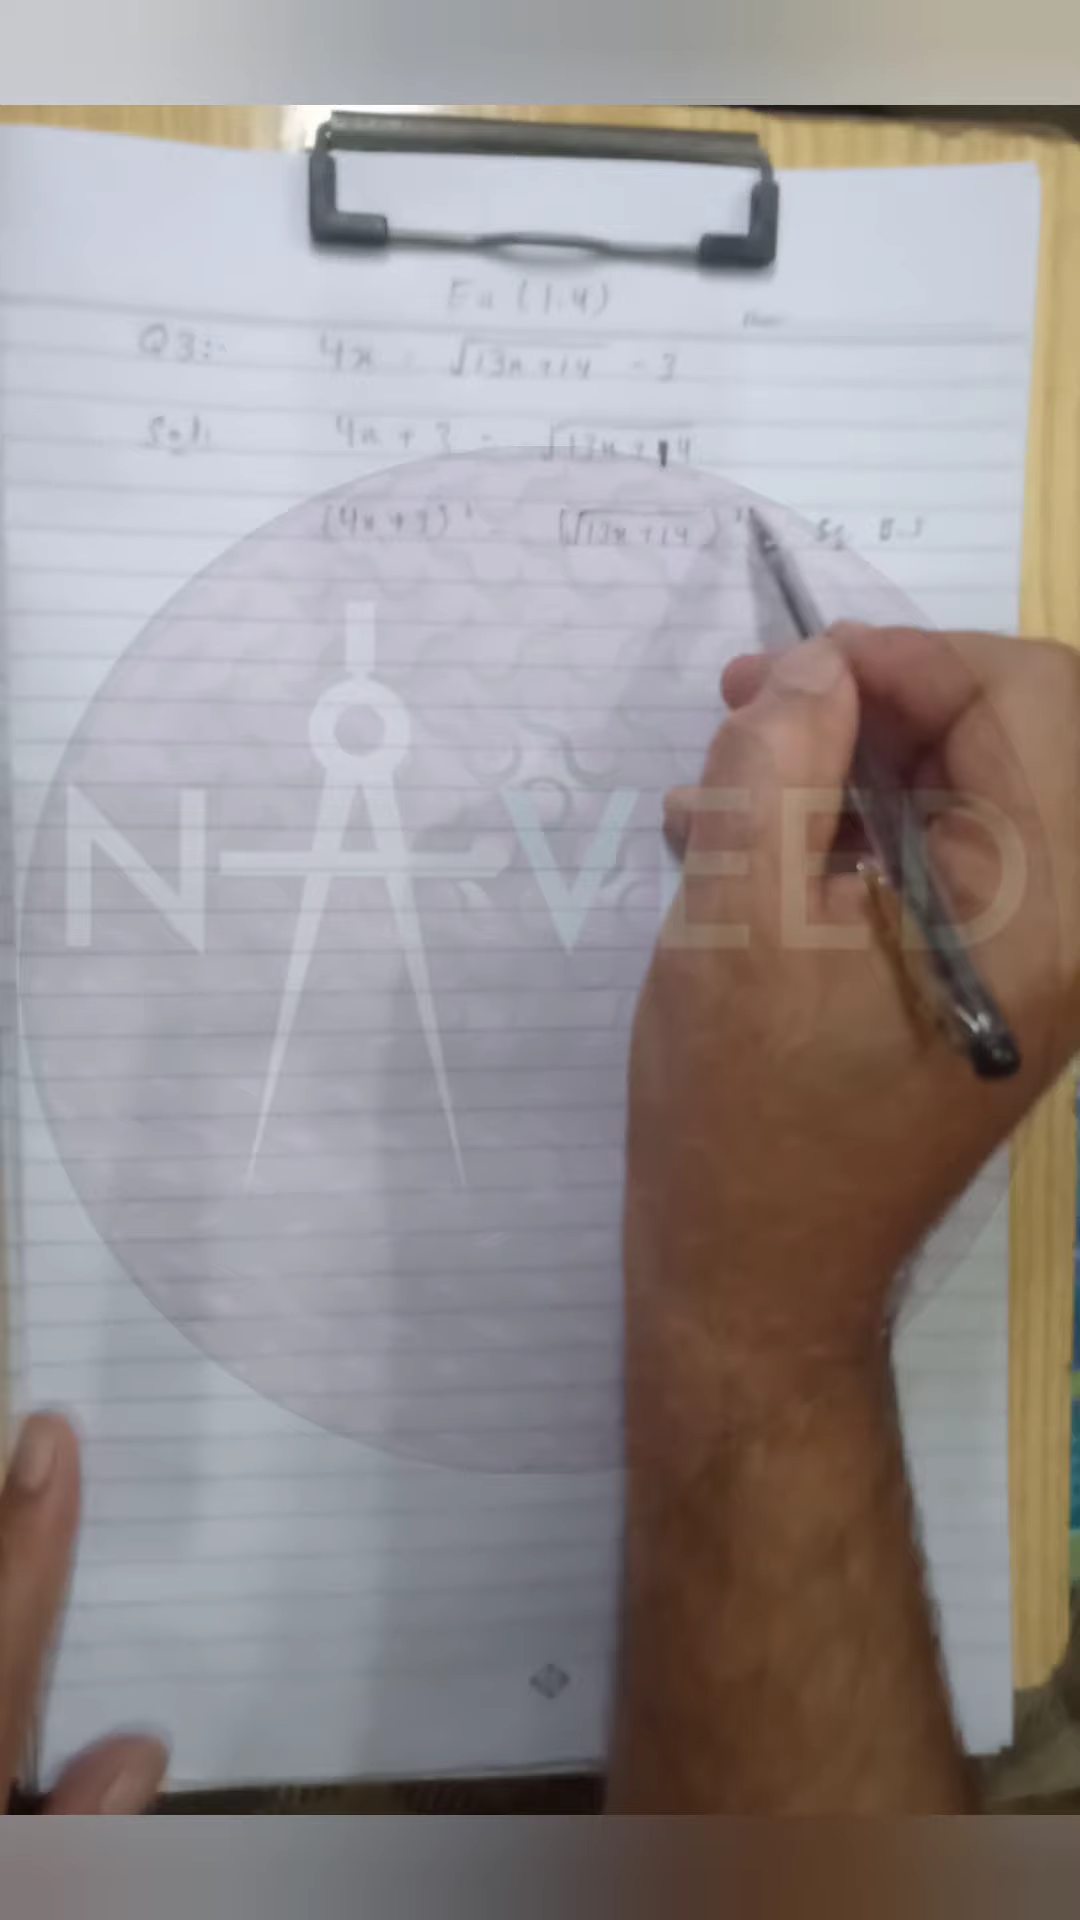 Ex (1.4)
Q3:- 4x = √13x+14 - 3
Sol: 4x + 3 = √13x+14
(4x+3)² = (√13x+14)² Sq B.S
NAVEED